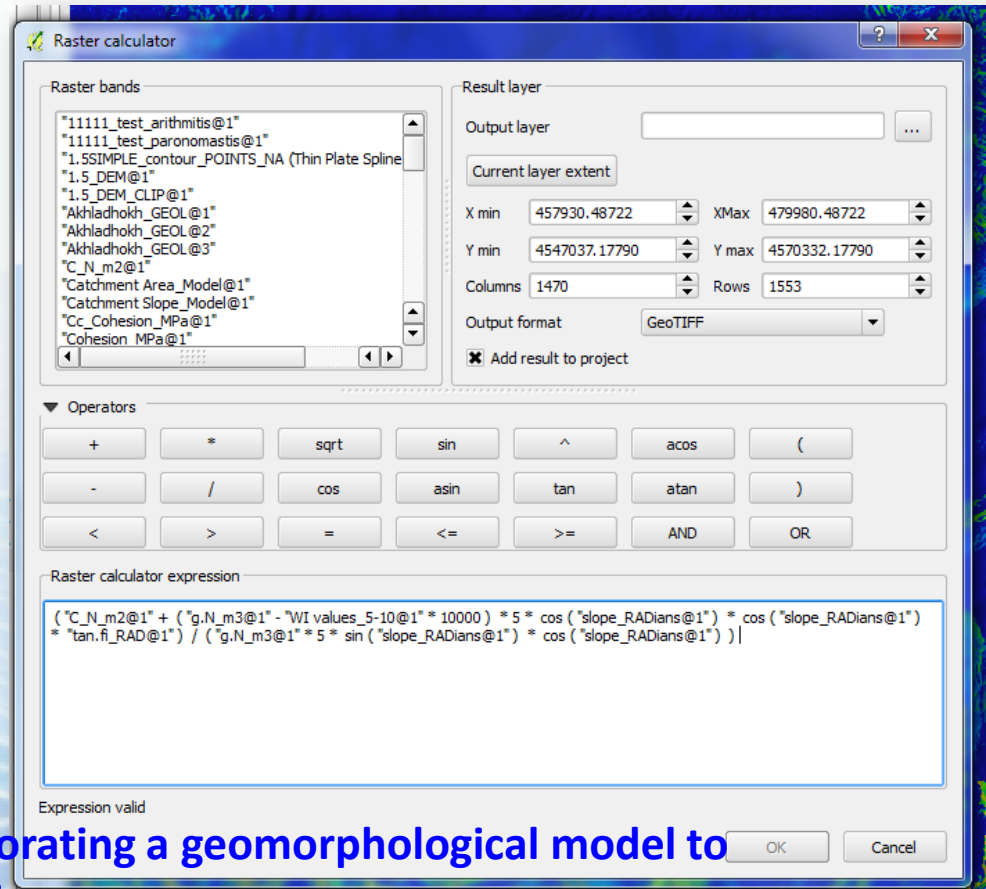 Raster calculator
?
X
Raster bands
"11111_test_arithmitis@1"
"11111_test_paronomastis@1"
"1.5SIMPLE_contour_POINTS_NA (Thin Plate Spline
"1.5_DEM@1"
"1.5_DEM_CLIP@1"
"Akhladhokh_GEOL@1"
"Akhladhokh_GEOL@2"
"Akhladhokh_GEOL@3"
"C_N_m2@1"
"Catchment Area_Model@1"
"Catchment Slope_Model@1"
"Cc_Cohesion_MPa@1"
"Cohesion_MPa@1"
Result layer
Output layer
...
Current layer extent
X min 457930.48722 XMax 479980.48722
Y min 4547037.17790 Y max 4570332.17790
Columns 1470 Rows 1553
Output format GeoTIFF
Add result to project
Operators
+ * sqrt sin ^ acos (
- / cos asin tan atan )
< > = <= >= AND OR
Raster calculator expression
( "C_N_m2@1" + ( "g.N_m3@1" - "WI values_5-10@1" * 10000 ) * 5 * cos ( "slope_RADians@1" ) * cos ( "slope_RADians@1" )
* "tan.fi_RAD@1" ) / ( "g.N_m3@1" * 5 * sin ( "slope_RADians@1" ) * cos ( "slope_RADians@1" ) )
Expression valid
orating a geomorphological model to
OK
Cancel